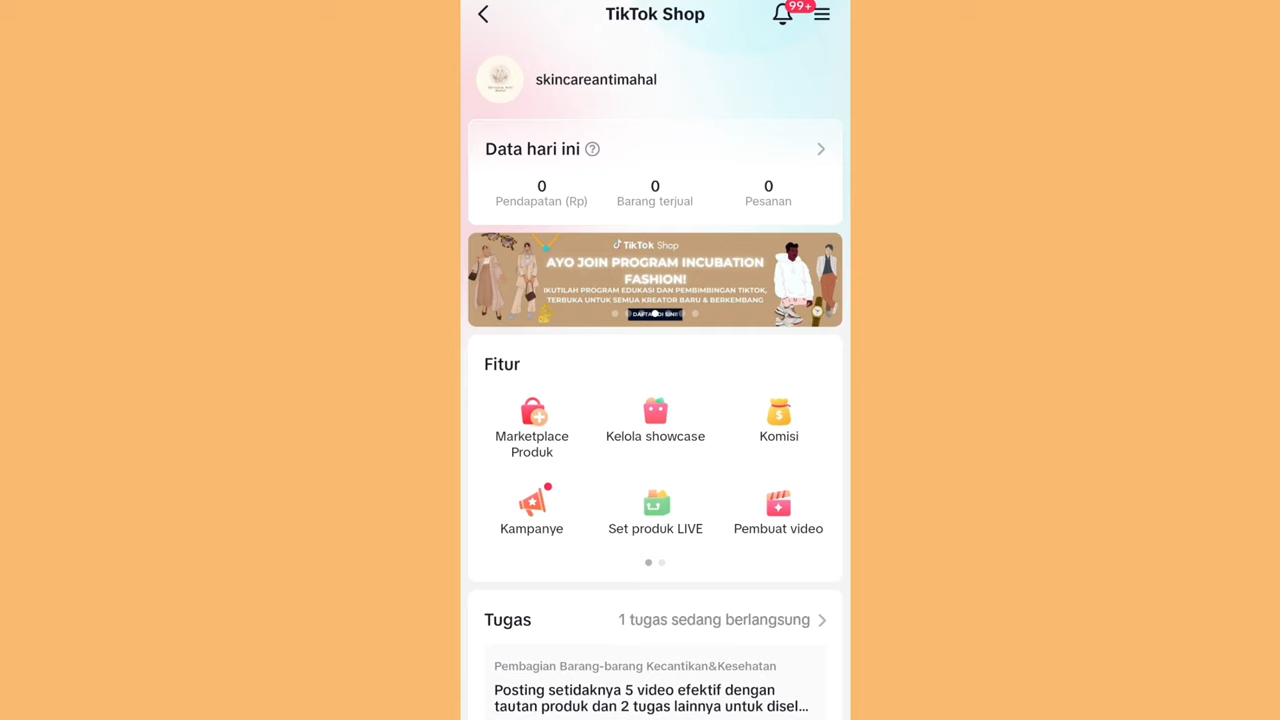 TikTok Shop
99+
skincareantimahal
Data hari ini
0 0 0
Pendapatan (Rp) Barang terjual Pesanan
TikTok Shop
AYO JOIN PROGRAM INCUBATION
FASHION!
IKUTILAH PROGRAM EDUKASI DAN PEMBIMBINGAN TIKTOK,
TERBUKA UNTUK SEMUA KREATOR BARU & BERKEMBANG
Fitur
Marketplace Kelola showcase Komisi
Produk
Kampanye Set produk LIVE Pembuat video
Tugas 1 tugas sedang berlangsung
Pembagian Barang-barang Kecantikan&Kesehatan
Posting setidaknya 5 video efektif dengan
tautan produk dan 2 tugas lainnya untuk disel...